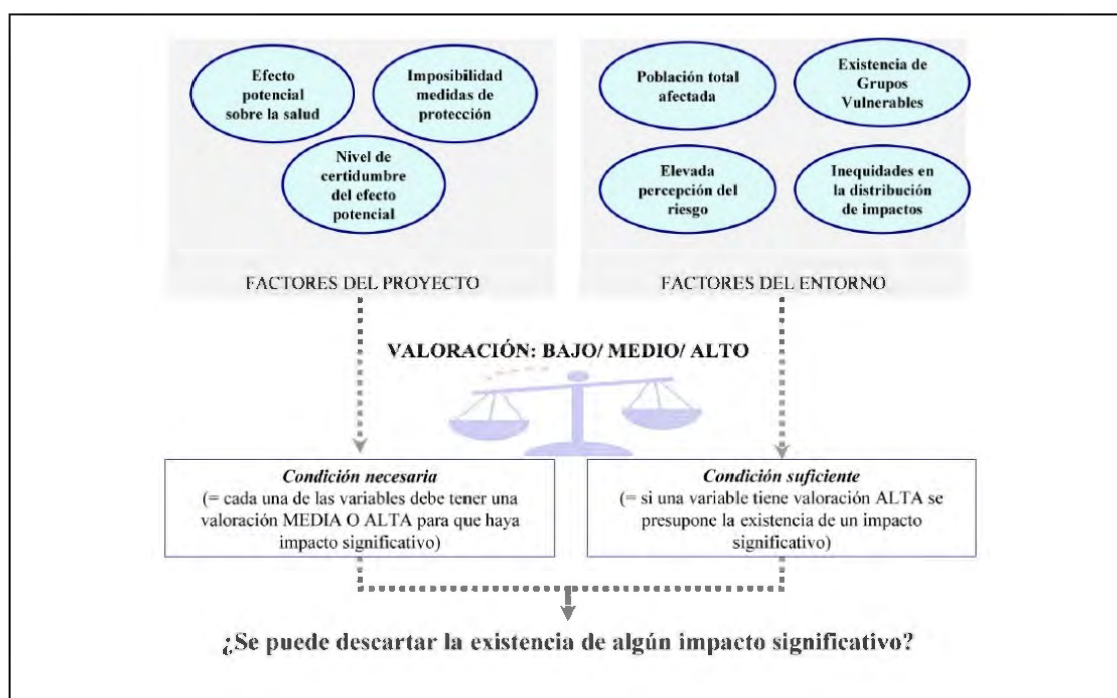 Efecto
potencial
sobre la salud
Imposibilidad
medidas de
protección
Nivel de
certidumbre
del efecto
potencial
FACTORES DEL PROYECTO
Población total
afectada
Existencia de
Grupos
Vulnerables
Elevada
percepción del
riesgo
Inequidades en
la distribución
de impactos
FACTORES DEL ENTORNO
VALORACIÓN: BAJO/ MEDIO/ ALTO
Condición necesaria
(= cada una de las variables debe tener una
valoración MEDIA O ALTA para que haya
impacto significativo)
Condición suficiente
(= si una variable tiene valoración ALTA se
presupone la existencia de un impacto
significativo)
¿Se puede descartar la existencia de algún impacto significativo?